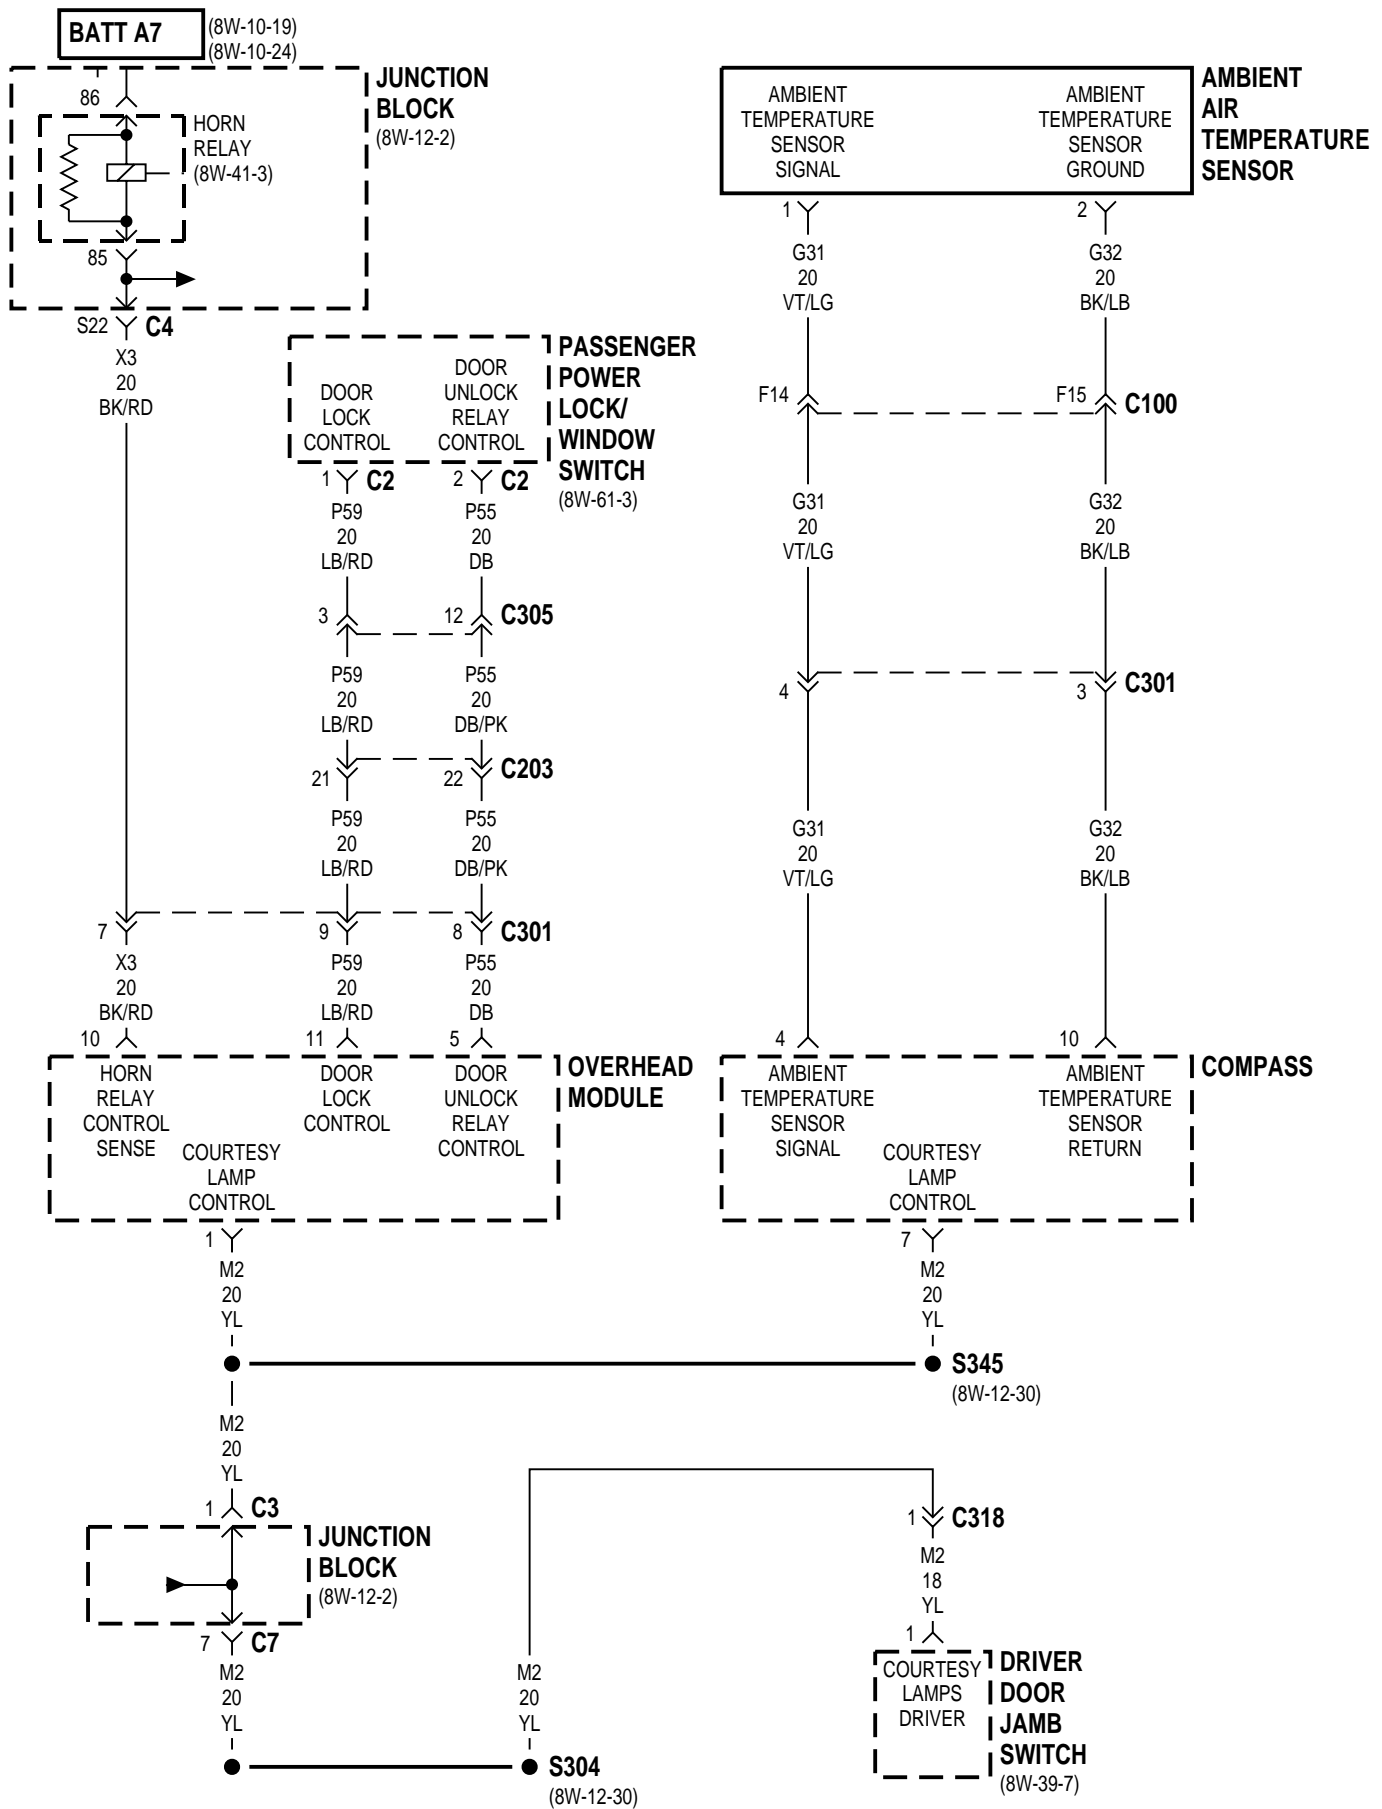 BATT A7
(8W-10-19)
(8W-10-24)
JUNCTION
BLOCK
(8W-12-2)
86
HORN
RELAY
(8W-41-3)
85
S22
C4
X3
20
BK/RD
AMBIENT
TEMPERATURE
SENSOR
SIGNAL
AMBIENT
TEMPERATURE
SENSOR
GROUND
AMBIENT
AIR
TEMPERATURE
SENSOR
1
2
G31
20
VT/LG
G32
20
BK/LB
F14
F15
C100
G31
20
VT/LG
G32
20
BK/LB
4
3
C301
G31
20
VT/LG
G32
20
BK/LB
DOOR
LOCK
CONTROL
DOOR
UNLOCK
RELAY
CONTROL
PASSENGER
POWER
LOCK/
WINDOW
SWITCH
(8W-61-3)
1
C2
2
C2
P59
20
LB/RD
P55
20
DB
3
12
C305
P59
20
LB/RD
P55
20
DB/PK
21
22
C203
P59
20
LB/RD
P55
20
DB/PK
7
9
8
C301
X3
20
BK/RD
P59
20
LB/RD
P55
20
DB
10
11
5
HORN
RELAY
CONTROL
SENSE
DOOR
LOCK
CONTROL
DOOR
UNLOCK
RELAY
CONTROL
COURTESY
LAMP
CONTROL
OVERHEAD
MODULE
4
10
AMBIENT
TEMPERATURE
SENSOR
SIGNAL
AMBIENT
TEMPERATURE
SENSOR
RETURN
COURTESY
LAMP
CONTROL
COMPASS
1
M2
20
YL
7
M2
20
YL
S345
(8W-12-30)
M2
20
YL
1
C3
JUNCTION
BLOCK
(8W-12-2)
7
C7
M2
20
YL
M2
20
YL
S304
(8W-12-30)
1
C318
M2
18
YL
1
COURTESY
LAMPS
DRIVER
DRIVER
DOOR
JAMB
SWITCH
(8W-39-7)